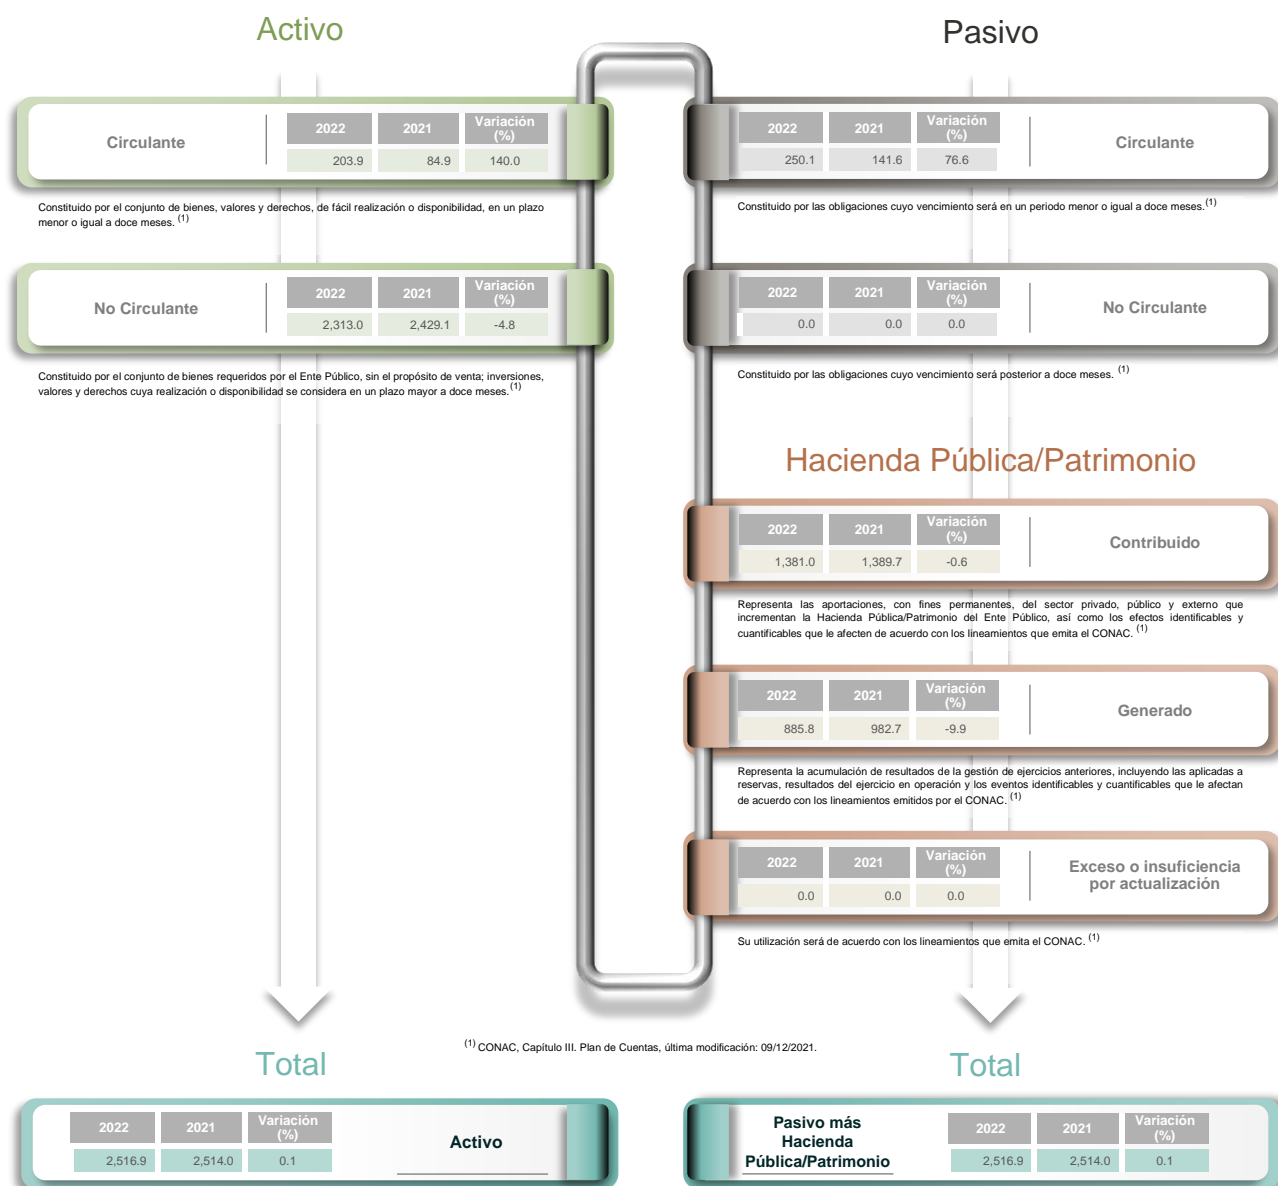 Activo
Circulante
2022 2021 Variación (%)
203.9 84.9 140.0
Constituido por el conjunto de bienes, valores y derechos, de fácil realización o disponibilidad, en un plazo
menor o igual a doce meses. (1)
No Circulante
2022 2021 Variación (%)
2,313.0 2,429.1 -4.8
Constituido por el conjunto de bienes requeridos por el Ente Público, sin el propósito de venta; inversiones,
valores y derechos cuya realización o disponibilidad se considera en un plazo mayor a doce meses. (1)
Pasivo
2022 2021 Variación (%)
250.1 141.6 76.6
Circulante
Constituido por las obligaciones cuyo vencimiento será en un periodo menor o igual a doce meses. (1)
2022 2021 Variación (%)
0.0 0.0 0.0
No Circulante
Constituido por las obligaciones cuyo vencimiento será posterior a doce meses. (1)
Hacienda Pública/Patrimonio
2022 2021 Variación (%)
1,381.0 1,389.7 -0.6
Contribuido
Representa las aportaciones, con fines permanentes, del sector privado, público y externo que
incrementan la Hacienda Pública/Patrimonio del Ente Público, así como los efectos identificables y
cuantificables que le afecten de acuerdo con los lineamientos que emita el CONAC. (1)
2022 2021 Variación (%)
885.8 982.7 -9.9
Generado
Representa la acumulación de resultados de la gestión de ejercicios anteriores, incluyendo las aplicadas a
reservas, resultados del ejercicio en operación y los eventos identificables y cuantificables que le afectan
de acuerdo con los lineamientos emitidos por el CONAC. (1)
2022 2021 Variación (%)
0.0 0.0 0.0
Exceso o insuficiencia
por actualización
Su utilización será de acuerdo con los lineamientos que emita el CONAC. (1)
(1) CONAC, Capítulo III. Plan de Cuentas, última modificación: 09/12/2021.
Total
2022 2021 Variación (%)
2,516.9 2,514.0 0.1
Activo
Total
Pasivo más
Hacienda
Pública/Patrimonio
2022 2021 Variación (%)
2,516.9 2,514.0 0.1